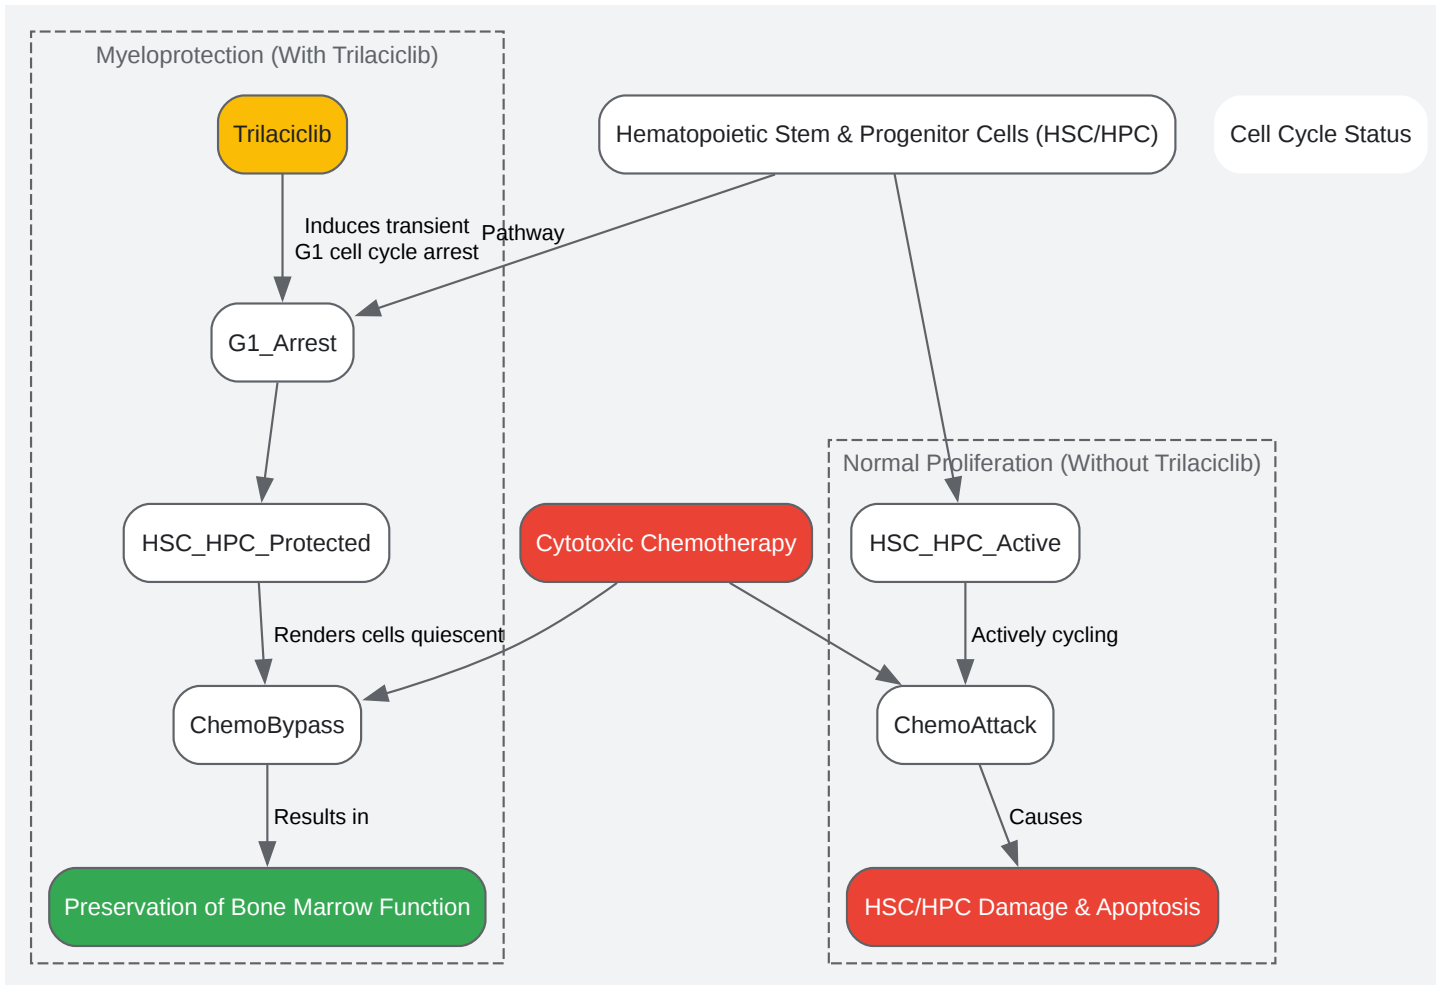 Myeloprotection (With Trilaciclib)
Trilaciclib
Hematopoietic Stem & Progenitor Cells (HSC/HPC)
Cell Cycle Status
Induces transient
G1 cell cycle arrest
Pathway
G1_Arrest
Normal Proliferation (Without Trilaciclib)
HSC_HPC_Protected
Cytotoxic Chemotherapy
HSC_HPC_Active
Renders cells quiescent
Actively cycling
ChemoBypass
ChemoAttack
Results in
Causes
Preservation of Bone Marrow Function
HSC/HPC Damage & Apoptosis